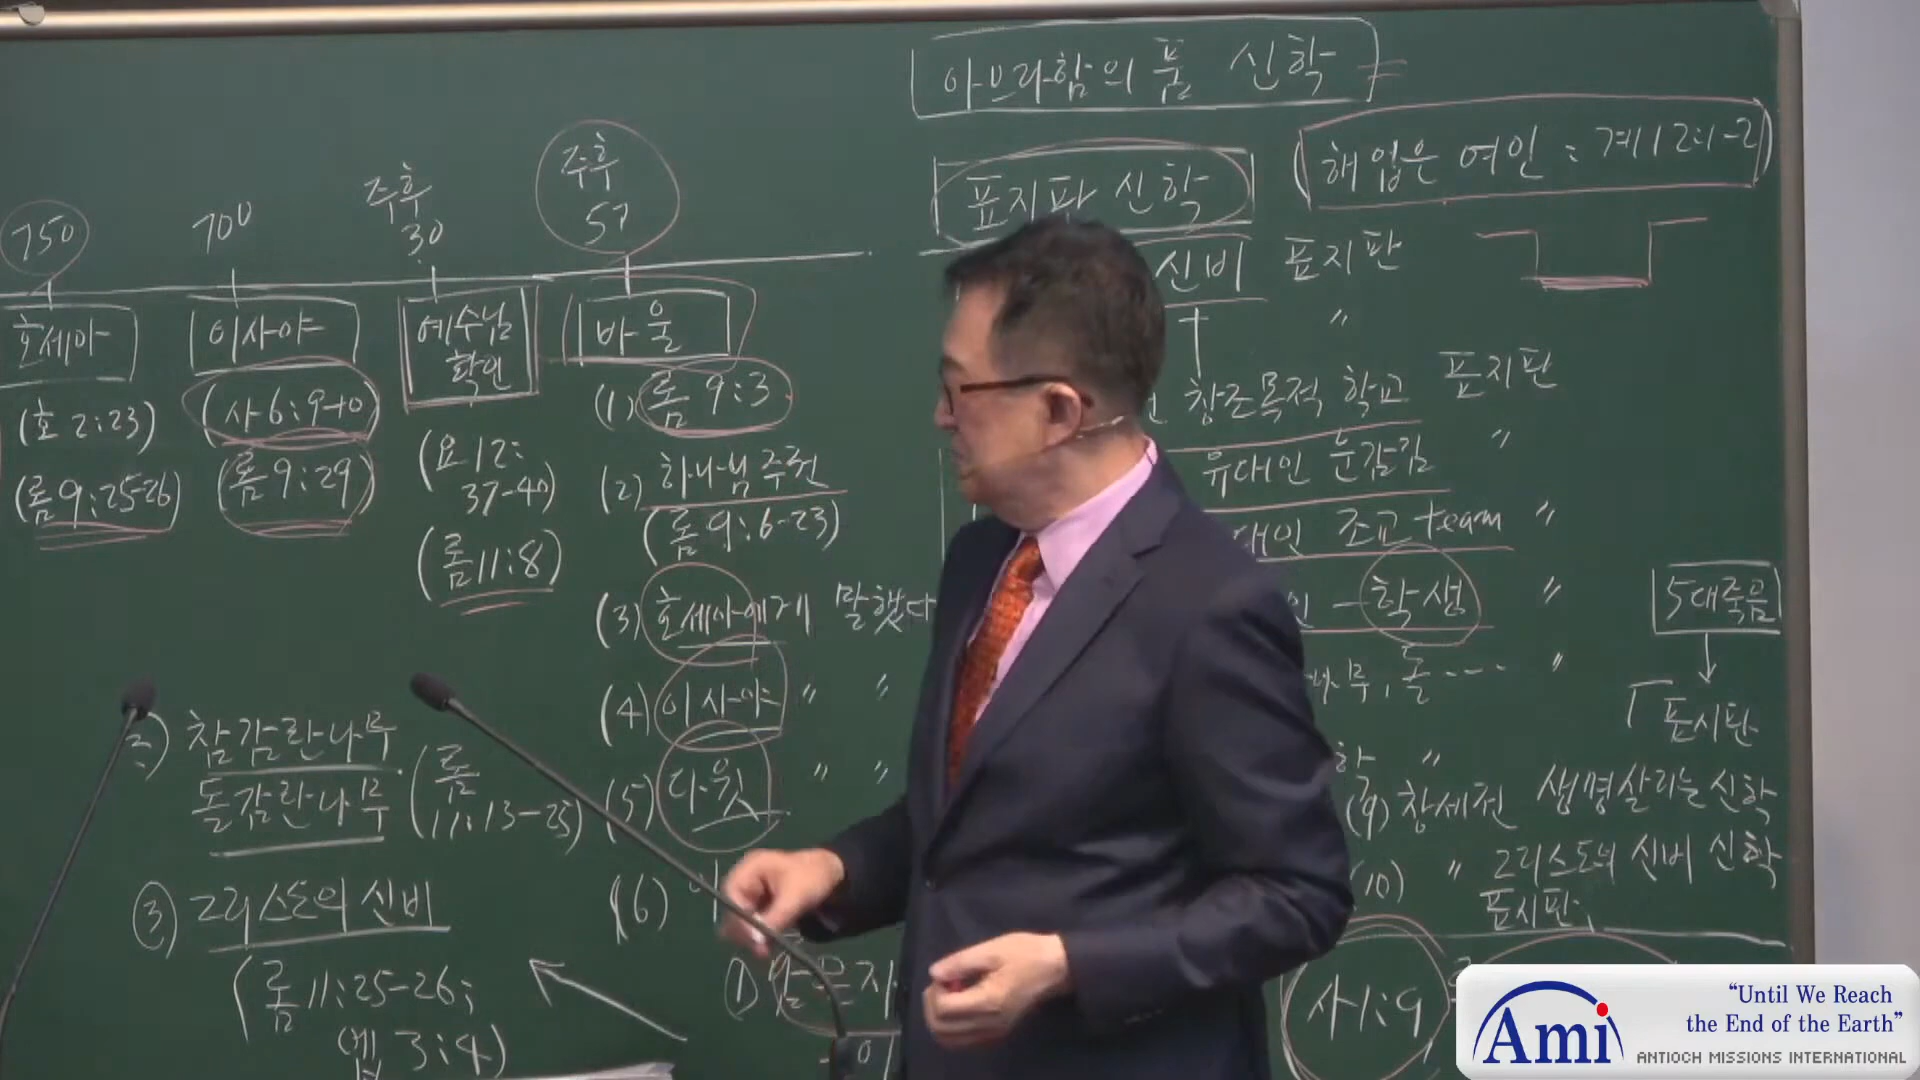 아브라함의 품 신학 =
표지판 신학
(해 입은 여인 : 계12:1-2)
750
700
주후
30
주후
57
호세아
이사야
예수님
확인
바울
(호 2:23)
(롬 9:25-26)
(사 6:9-10)
(롬 9:29)
(요 12:
37-40)
(롬 11:8)
(1) 롬 9:3
(2) 하나님 주권
(롬 9:6-23)
(3) 호세아에게 말했다
(4) 이사야 〃 〃
(5) 다윗 〃 〃
(6)
②) 참감람나무
돌감람나무
(롬
11:13-25)
③ 그리스도의 신비
(롬 11:25-26;
엡 3:4)
신비 표지판
〃
창조목적 학교 표지판
유대인 눈감김 〃
조교 team 〃
학생 〃
돌---- 〃
학 〃
(9) 창세전 생명살리는 신학
(10) 〃 그리스도의 신비 신학
표시판
5대죽음
↓
「표시판
①
사1:9
Ami
“Until We Reach
the End of the Earth”
ANTIOCH MISSIONS INTERNATIONAL